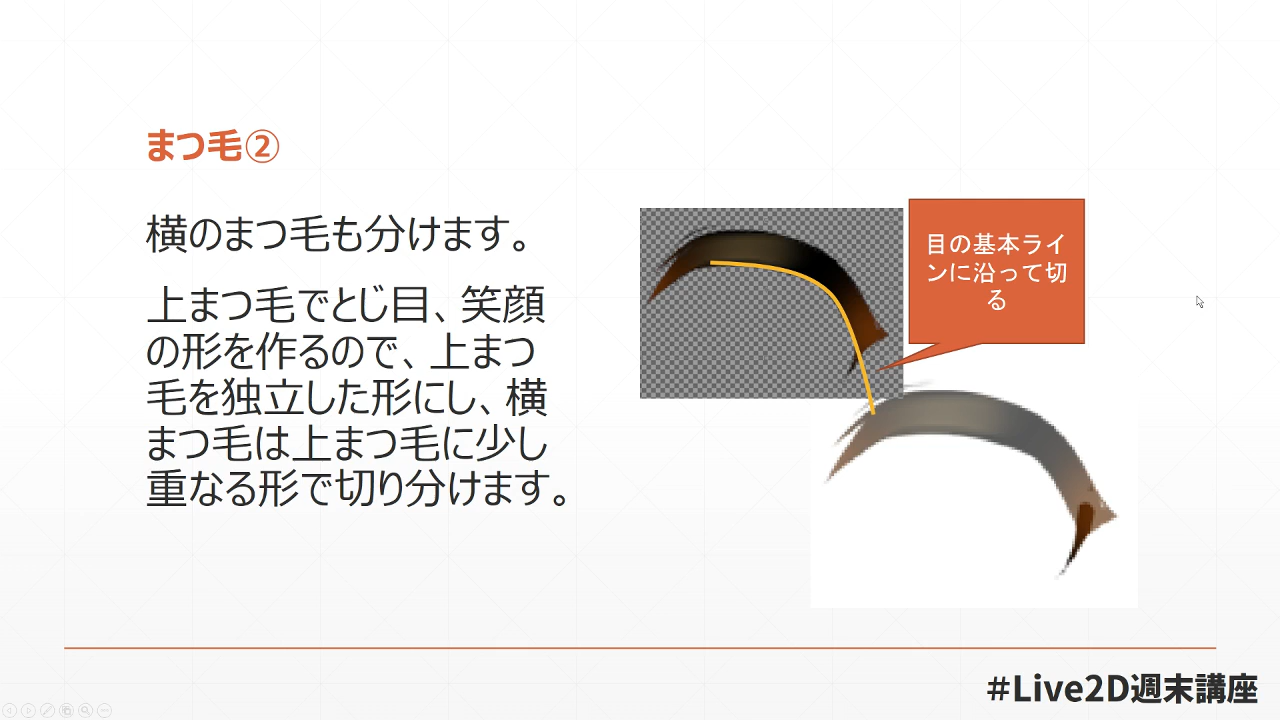 まつ毛②
横のまつ毛も分けます。
上まつ毛でとじ目、笑顔
の形を作るので、上まつ
毛を独立した形にし、横
まつ毛は上まつ毛に少し
重なる形で切り分けます。
目の基本ライ
ンに沿って切
る
#Live2D週末講座